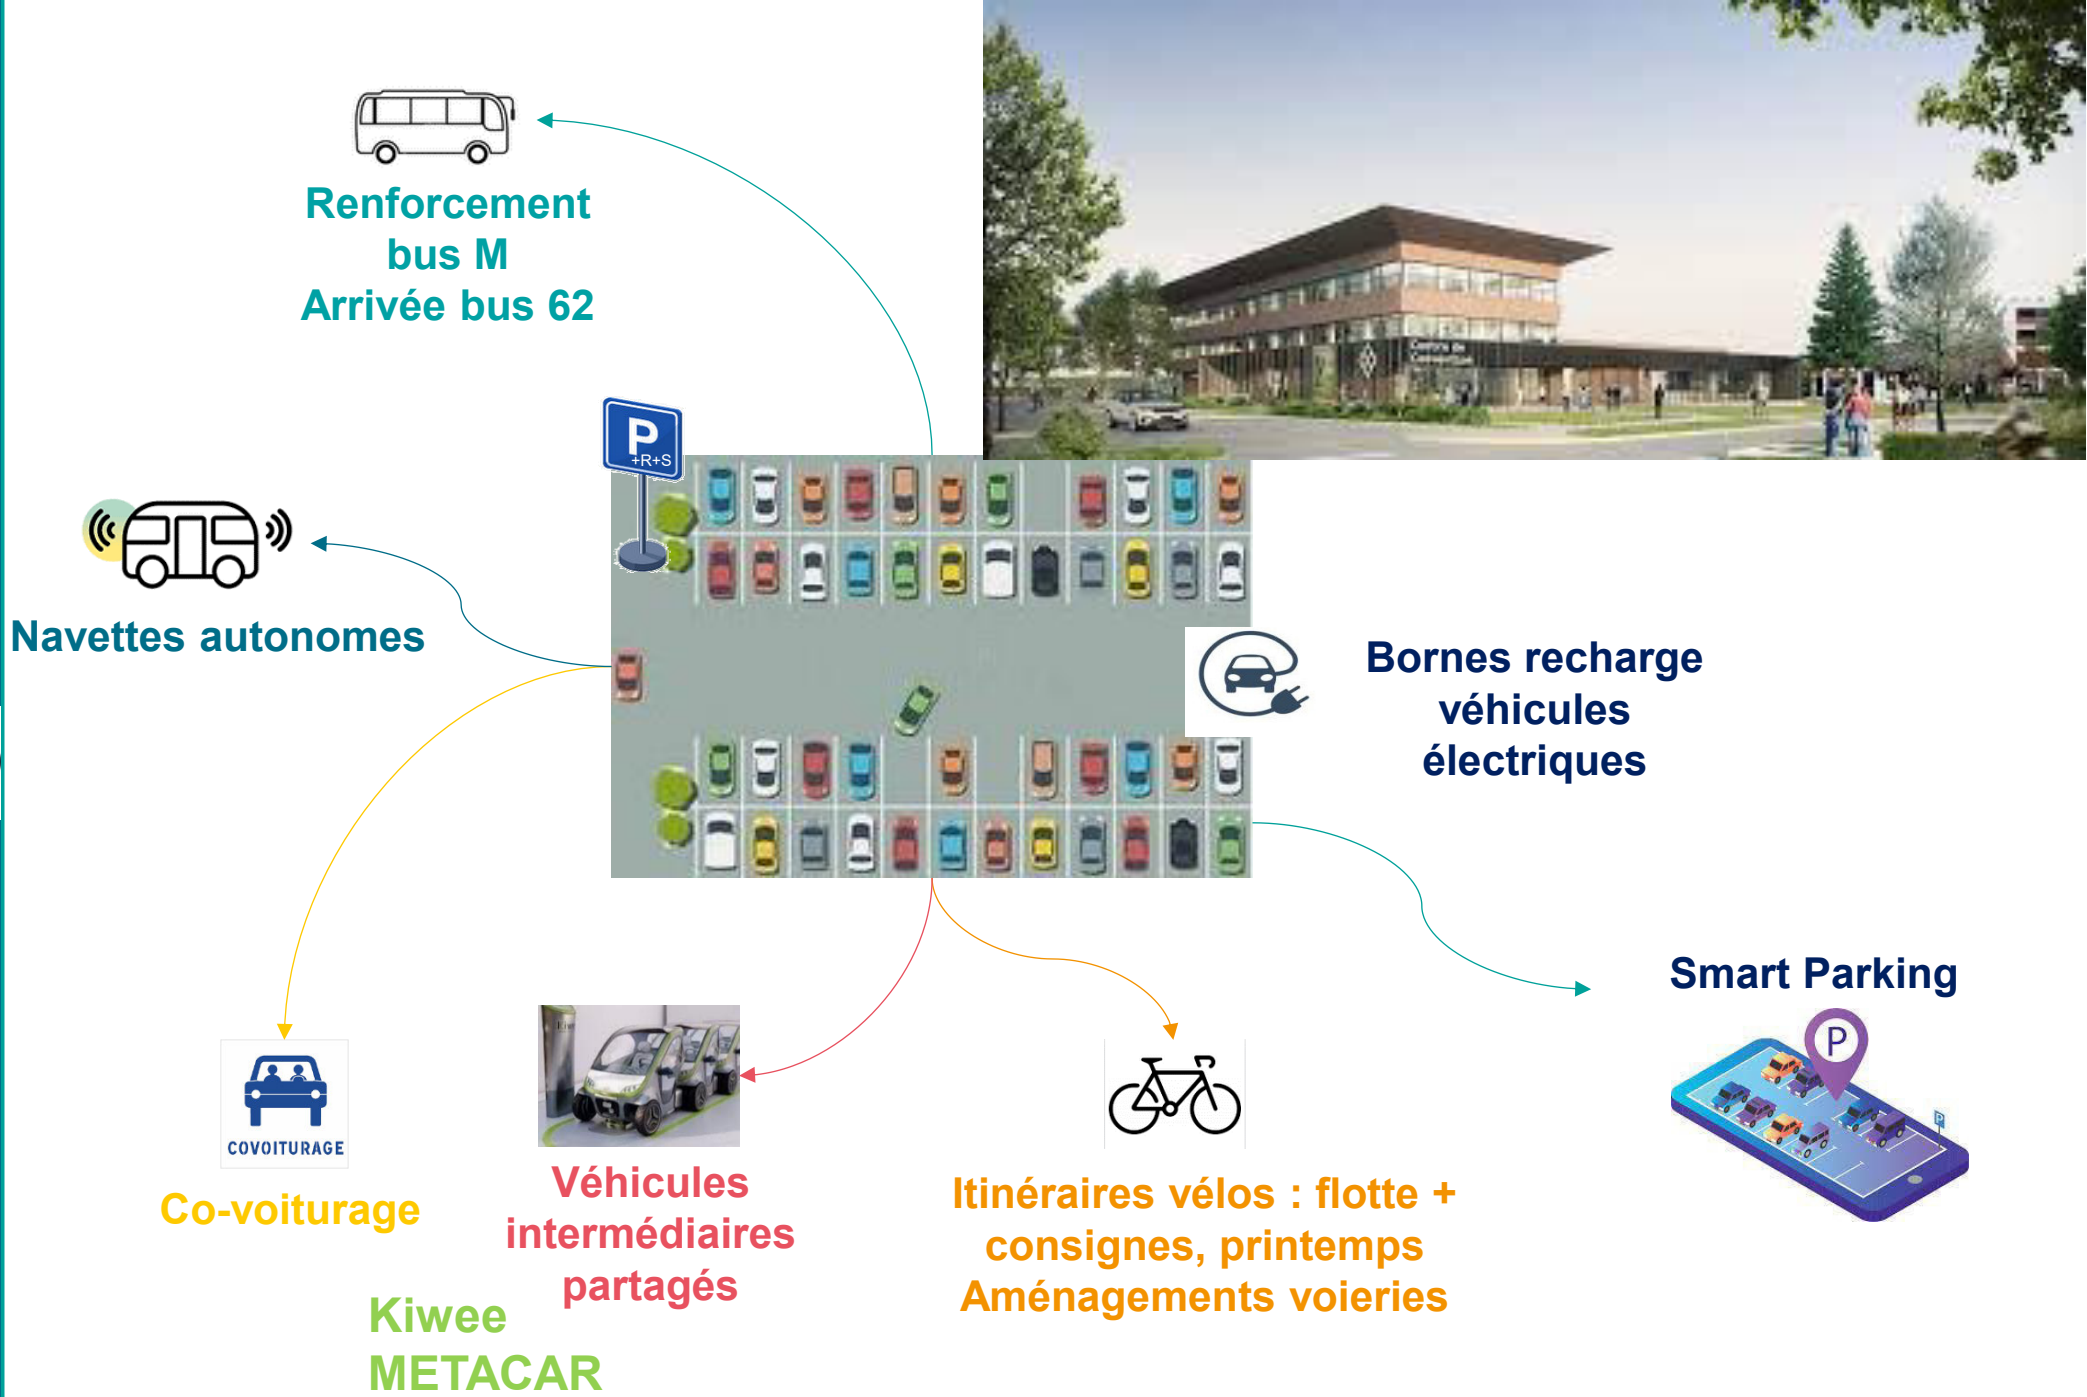 Renforcement
bus M
Arrivée bus 62
P
+R+S
Navettes autonomes
Bornes recharge
véhicules
électriques
Smart Parking
P
P
COVOITURAGE
Co-voiturage
Véhicules
intermédiaires
partagés
Kiwee
METACAR
Itinéraires vélos : flotte +
consignes, printemps
Aménagements voieries